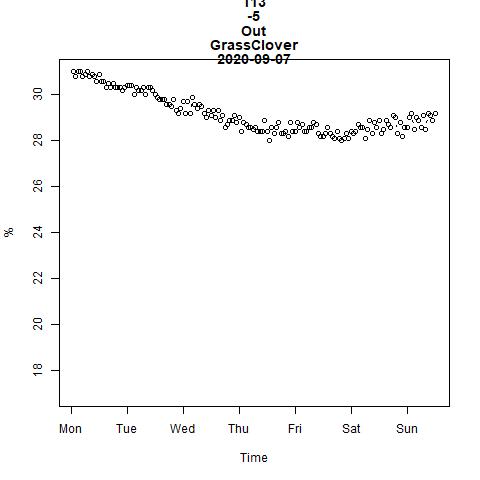 113
-5
Out
GrassClover
2020-09-07
30
28
26
24
22
20
18
%
Mon
Tue
Wed
Thu
Fri
Sat
Sun
Time